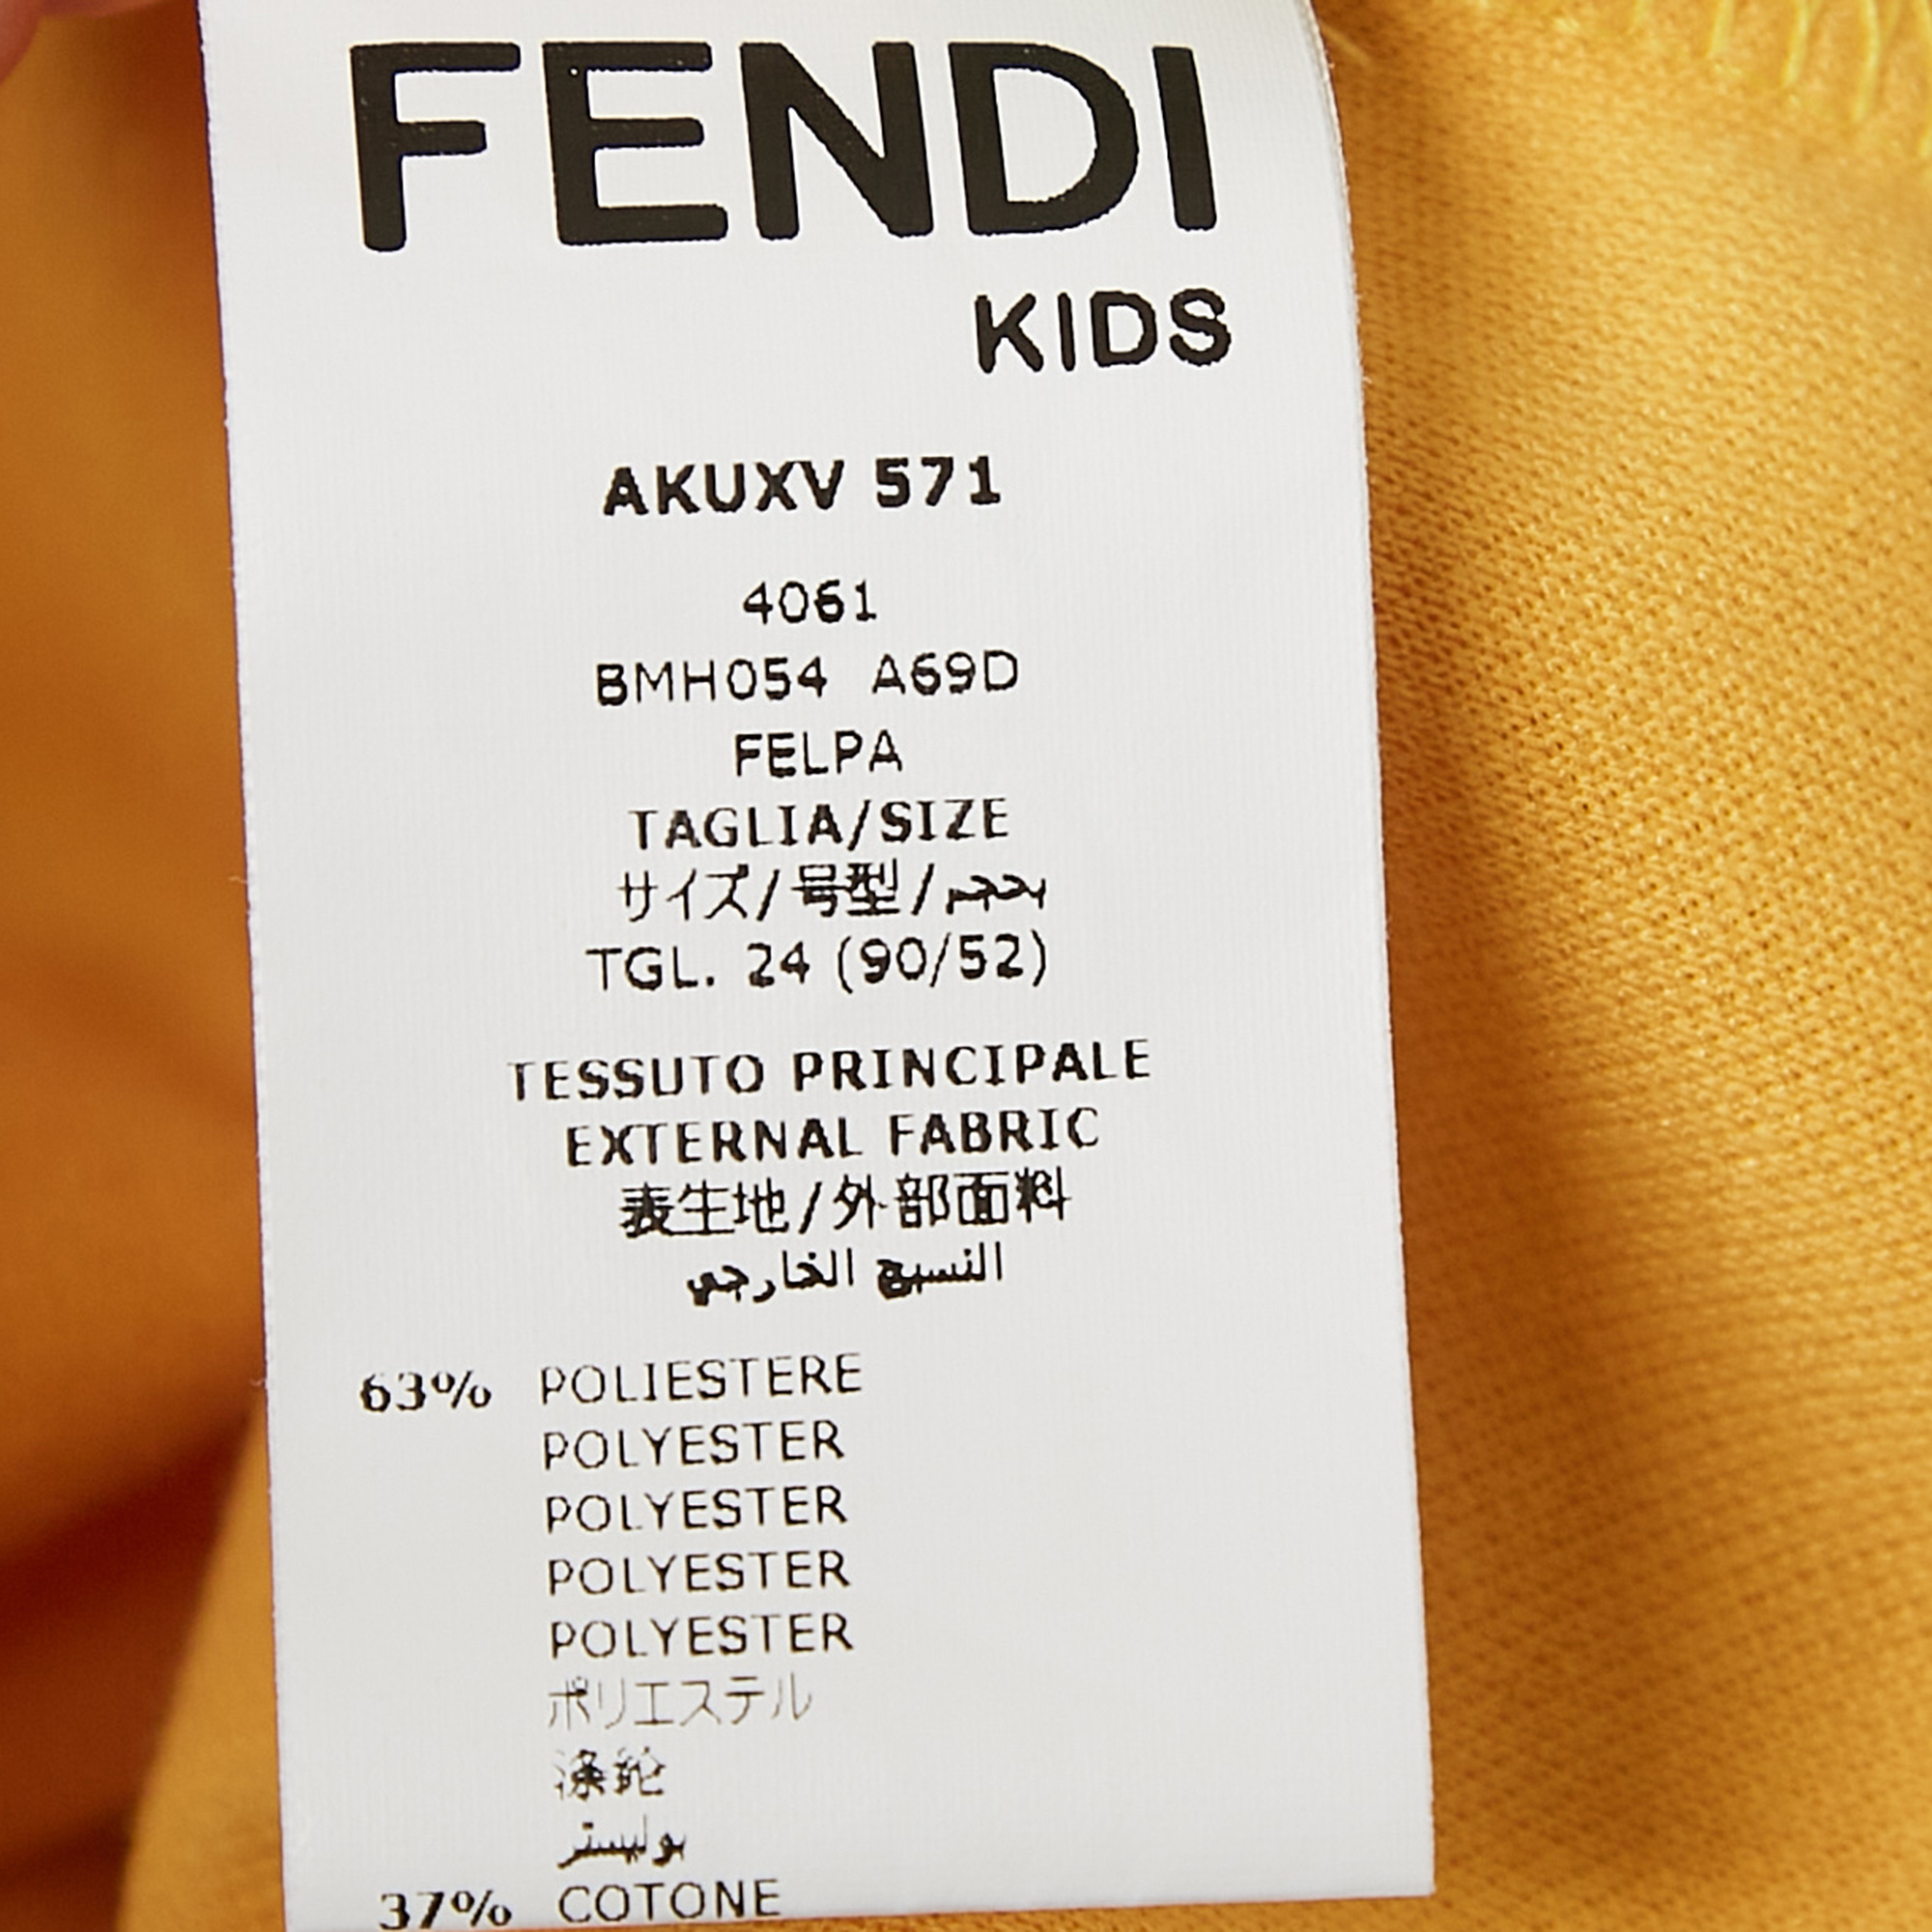 FENDI
KIDS
AKUXV 571
4061
BMH054 A69D
FELPA
TAGLIA/SIZE
サイズ/号型/بحجم
TGL. 24 (90/52)
TESSUTO PRINCIPALE
EXTERNAL FABRIC
表生地/外部面料
النسيج الخارجي
63% POLIESTERE
POLYESTER
POLYESTER
POLYESTER
POLYESTER
ポリエステル
涤纶
بوليستر
37% COTONE